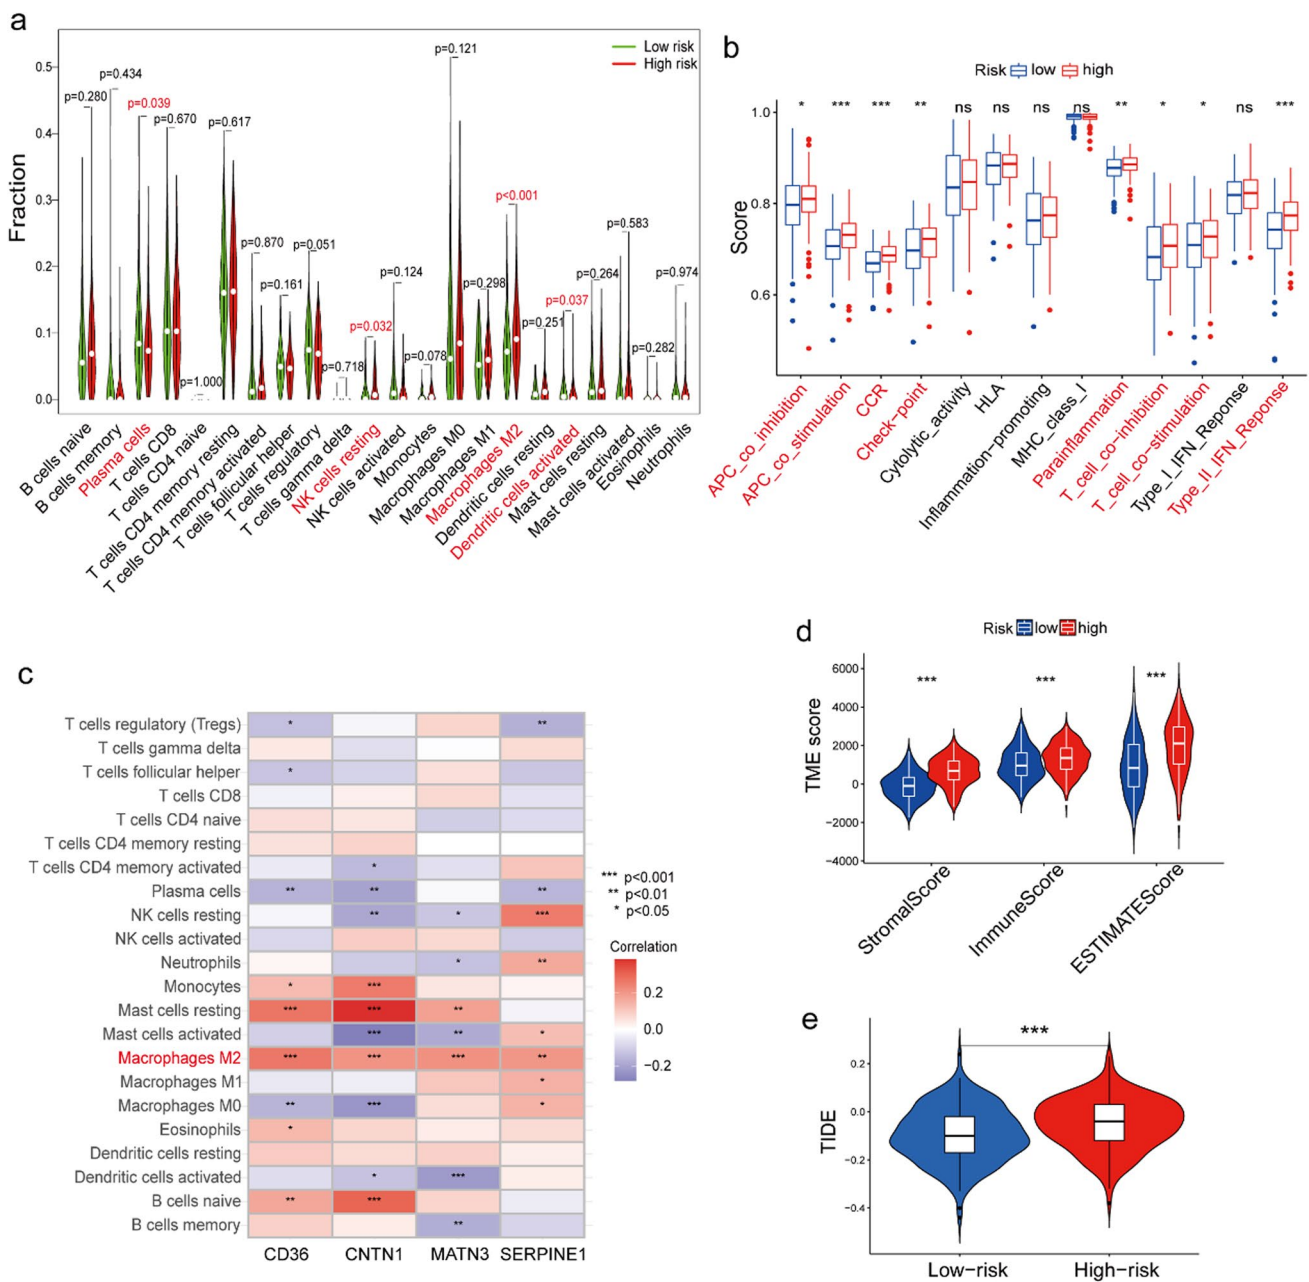 a
Low risk
High risk
p=0.280
p=0.434
p=0.039
p=0.670
p=1.000
p=0.617
p=0.870
p=0.161
p=0.051
p=0.718
p=0.032
p=0.124
p=0.078
p=0.121
p=0.298
p<0.001
p=0.251
p=0.037
p=0.264
p=0.583
p=0.282
p=0.974
Fraction
0.5
0.4
0.3
0.2
0.1
0.0
B cells naive
B cells memory
Plasma cells
T cells CD8
T cells CD4 naive
T cells CD4 memory resting
T cells CD4 memory activated
T cells follicular helper
T cells regulatory
T cells gamma delta
NK cells resting
NK cells activated
Monocytes
Macrophages M0
Macrophages M1
Macrophages M2
Dendritic cells resting
Dendritic cells activated
Mast cells resting
Mast cells activated
Eosinophils
Neutrophils
b
Risk low high
* *** *** ** ns ns ns ns ** * * ns ***
Score
1.0
0.8
0.6
APC_co_inhibition
APC_co_stimulation
CCR
Check-point
Cytolytic_activity
HLA
Inflammation-promoting
MHC_class_I
Parainflammation
T_cell_co-inhibition
T_cell_co-stimulation
Type_I_IFN_Reponse
Type_II_IFN_Reponse
c
T cells regulatory (Tregs) * **
T cells gamma delta
T cells follicular helper *
T cells CD8
T cells CD4 naive
T cells CD4 memory resting
T cells CD4 memory activated *
Plasma cells ** ** **
NK cells resting ** * ***
NK cells activated
Neutrophils * **
Monocytes * ***
Mast cells resting *** *** **
Mast cells activated *** ** *
Macrophages M2 *** *** *** **
Macrophages M1 *
Macrophages M0 ** *** *
Eosinophils *
Dendritic cells resting
Dendritic cells activated * ***
B cells naive ** ***
B cells memory **
CD36 CNTN1 MATN3 SERPINE1
*** p<0.001
** p<0.01
* p<0.05
Correlation
0.2
0.0
−0.2
d
Risk low high
*** *** ***
TME score
6000
4000
2000
0
−2000
−4000
StromalScore
ImmuneScore
ESTIMATEScore
e
***
TIDE
0.2
0.0
−0.2
−0.4
Low−risk High−risk